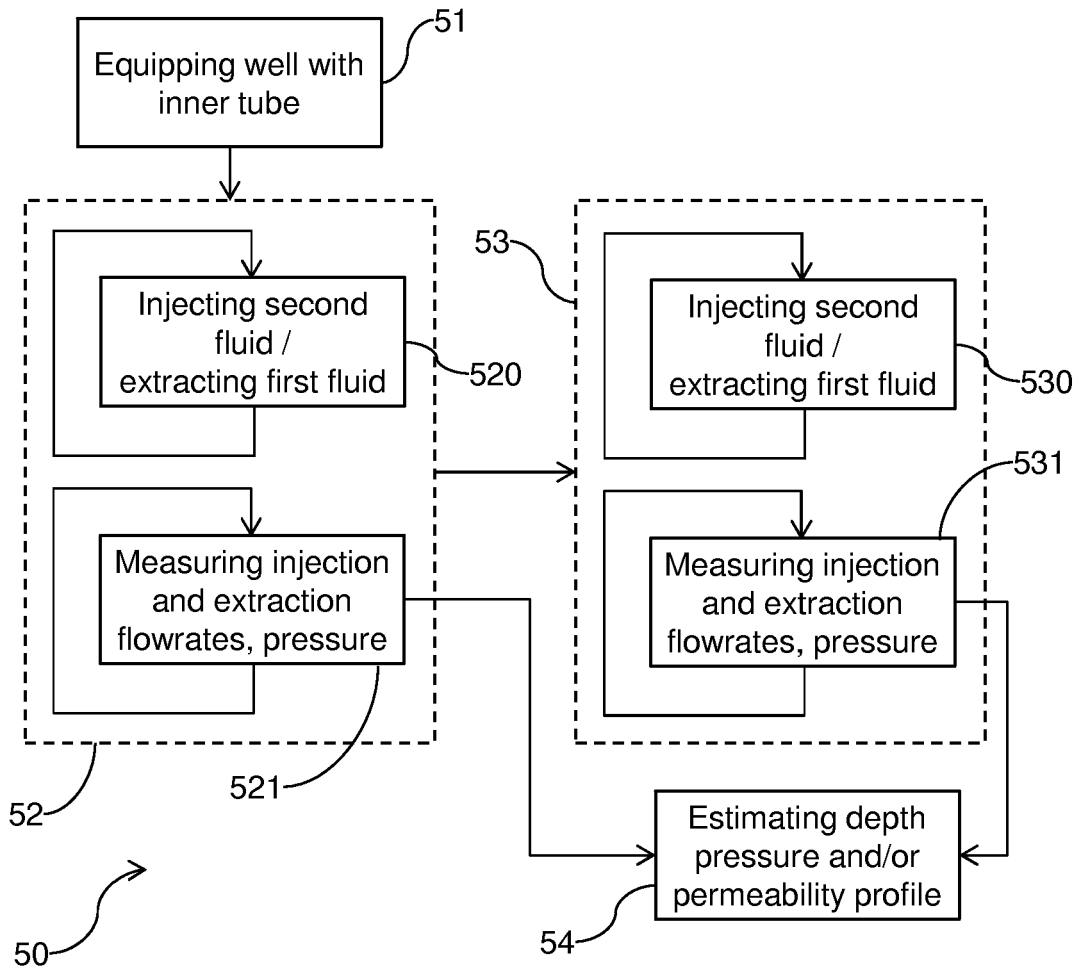 51
Equipping well with
inner tube
53
Injecting second
fluid /
extracting first fluid
520
Injecting second
fluid /
extracting first fluid
530
531
Measuring injection
and extraction
flowrates, pressure
Measuring injection
and extraction
flowrates, pressure
521
52
Estimating depth
pressure and/or
permeability profile
54
50